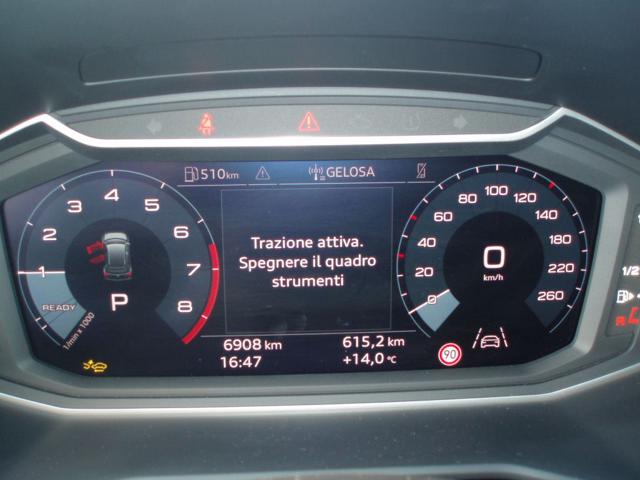 510km
GELOSA
3 4 5
2 6
1 7
8
READY
1/min x 1000
P
Trazione attiva.
Spegnere il quadro
strumenti
80 100 120
60 140
40 180
20 220
0 260
0
km/h
6908 km 615,2 km
16:47 +14,0 °C
90
1/2
R